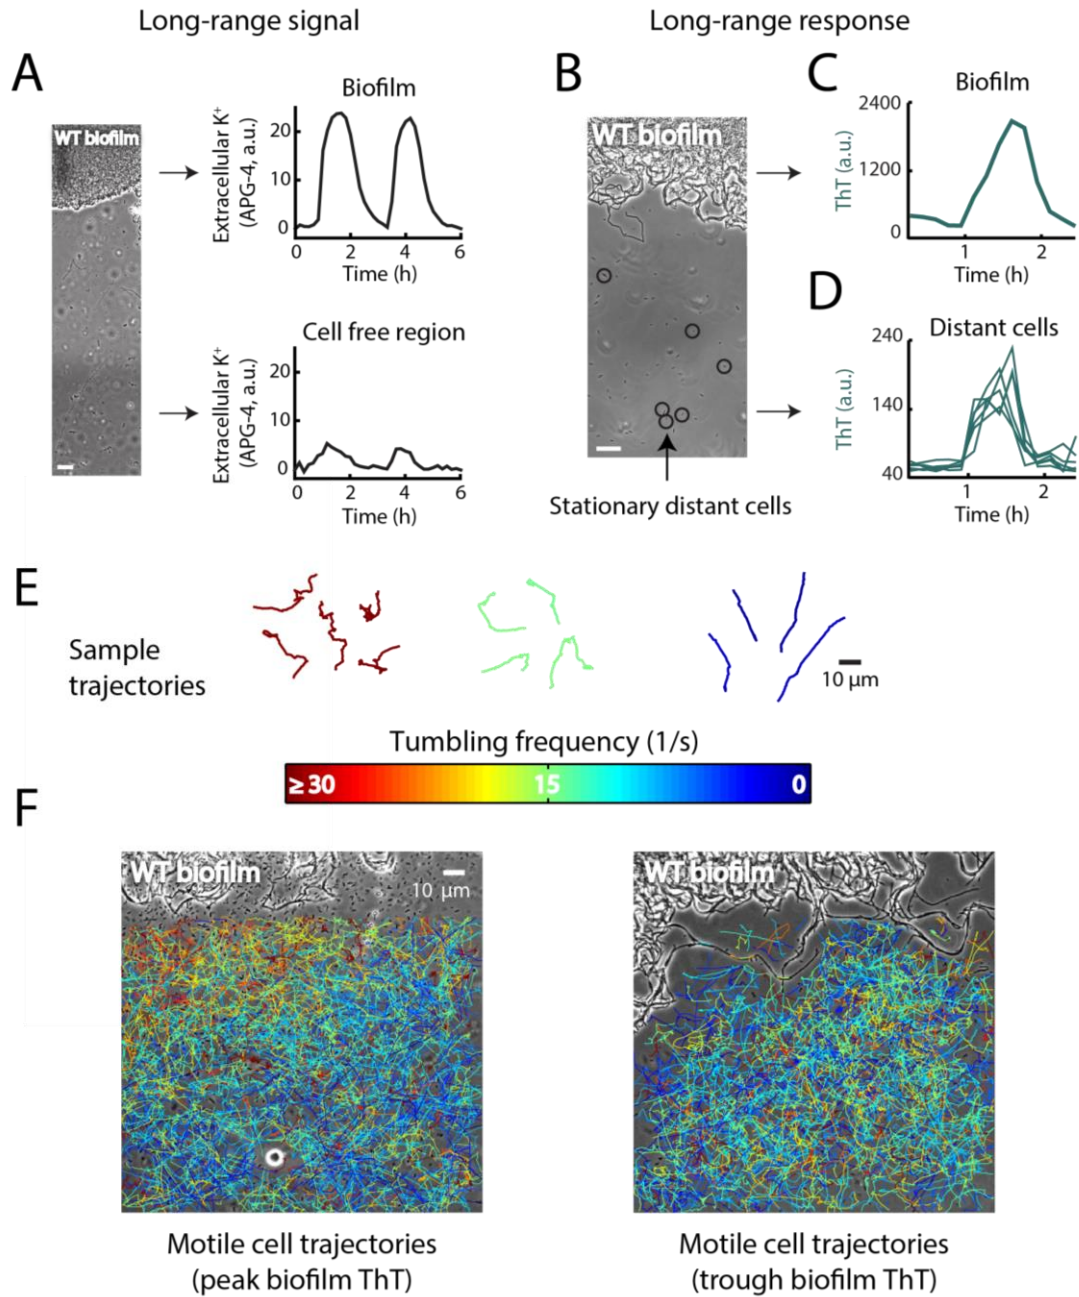 Long-range signal
Long-range response
A
WT biofilm
Biofilm
Extracellular K⁺
(APG-4, a.u.)
20
10
0
0 2 4 6
Time (h)
Cell free region
Extracellular K⁺
(APG-4, a.u.)
20
10
0
0 2 4 6
Time (h)
B
WT biofilm
Stationary distant cells
C
Biofilm
ThT (a.u.)
2400
1200
0
1 2
Time (h)
D
Distant cells
ThT (a.u.)
240
140
40
1 2
Time (h)
E
Sample
trajectories
10 µm
Tumbling frequency (1/s)
≥ 30 15 0
F
WT biofilm
10 µm
Motile cell trajectories
(peak biofilm ThT)
WT biofilm
Motile cell trajectories
(trough biofilm ThT)